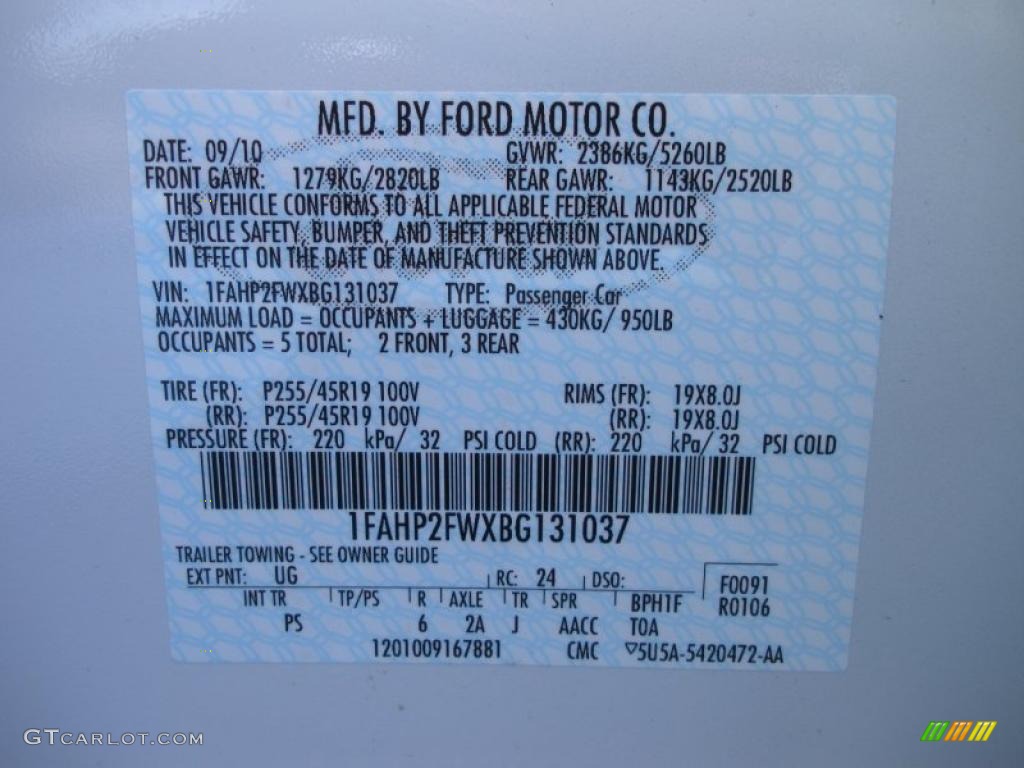 MFD. BY FORD MOTOR CO.
DATE: 09/10 GVWR: 2386KG/5260LB
FRONT GAWR: 1279KG/2820LB REAR GAWR: 1143KG/2520LB
THIS VEHICLE CONFORMS TO ALL APPLICABLE FEDERAL MOTOR
VEHICLE SAFETY, BUMPER, AND THEFT PREVENTION STANDARDS
IN EFFECT ON THE DATE OF MANUFACTURE SHOWN ABOVE.
VIN: 1FAHP2FWXBG131037 TYPE: Passenger Car
MAXIMUM LOAD = OCCUPANTS + LUGGAGE = 430KG/ 950LB
OCCUPANTS = 5 TOTAL; 2 FRONT, 3 REAR
TIRE (FR): P255/45R19 100V RIMS (FR): 19X8.0J
(RR): P255/45R19 100V (RR): 19X8.0J
PRESSURE (FR): 220 kPa/ 32 PSI COLD (RR): 220 kPa/ 32 PSI COLD
1FAHP2FWXBG131037
TRAILER TOWING - SEE OWNER GUIDE
EXT PNT: UG RC: 24 DSO: F0091
INT TR TP/PS R AXLE TR SPR BPH1F R0106
PS 6 2A J AACC TOA
1201009167881 CMC ▽5U5A-5420472-AA
GTCARLOT.COM